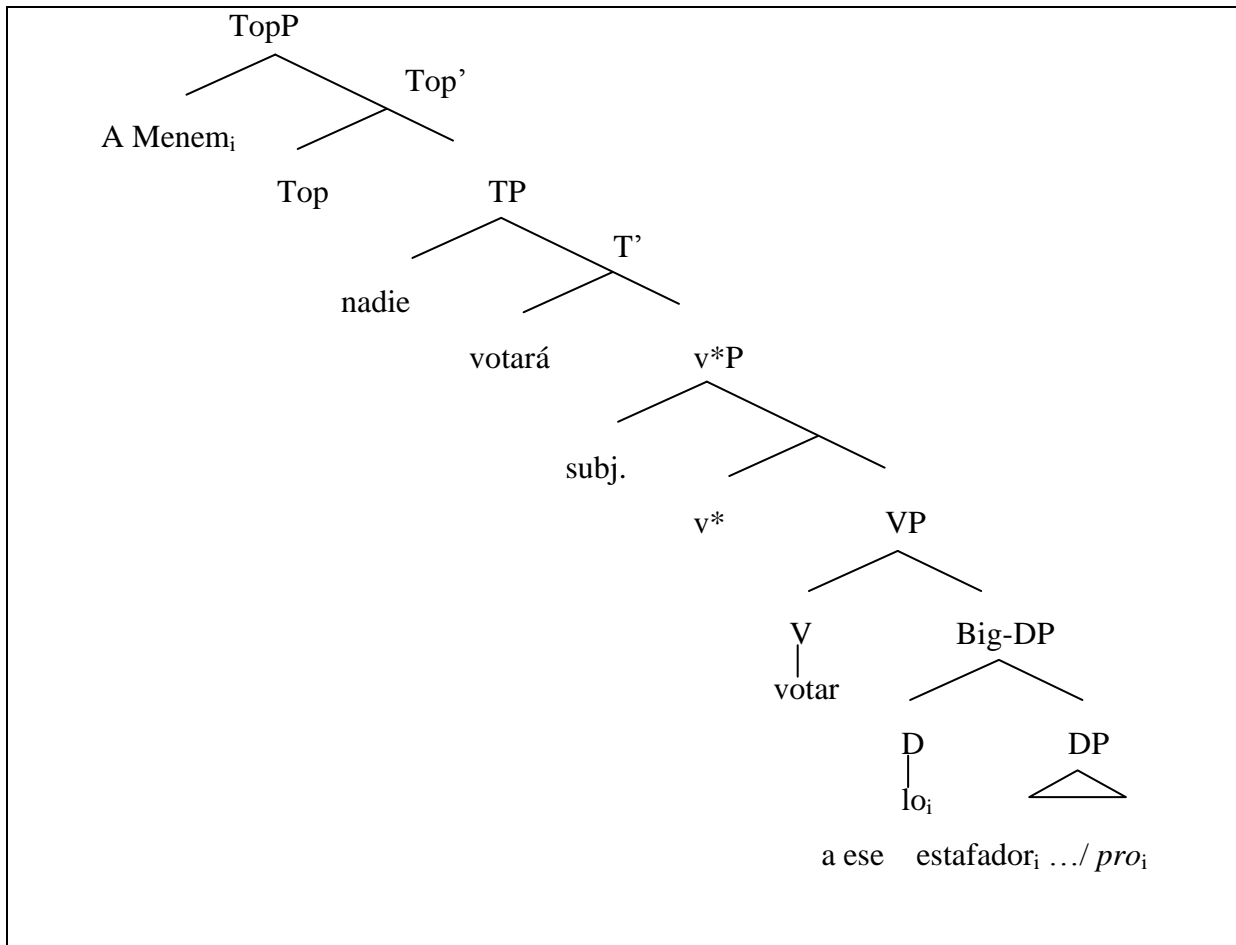 TopP
Top’
A Menemi
Top TP
T’
nadie
votará v*P
subj.
v* VP
V Big-DP
votar
D DP
loi
a ese estafadori …/ proi